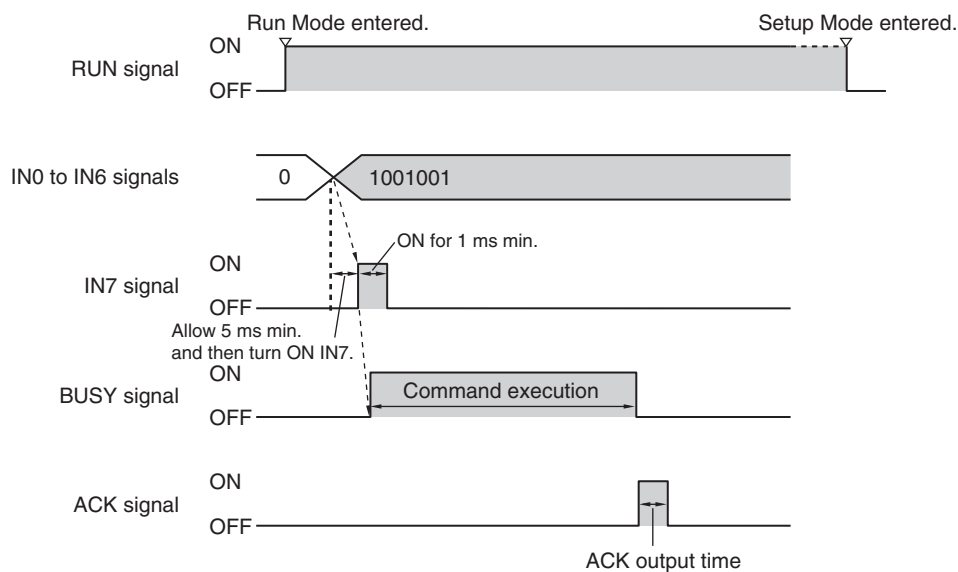 Run Mode entered.
Setup Mode entered.
ON
RUN signal
OFF
IN0 to IN6 signals
0
1001001
ON for 1 ms min.
ON
IN7 signal
OFF
Allow 5 ms min.
and then turn ON IN7.
ON
BUSY signal
Command execution
OFF
ON
ACK signal
OFF
ACK output time